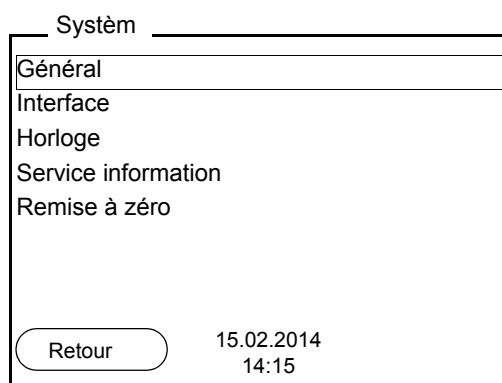 Systèm
Général
Interface
Horloge
Service information
Remise à zéro
Retour
15.02.2014
14:15